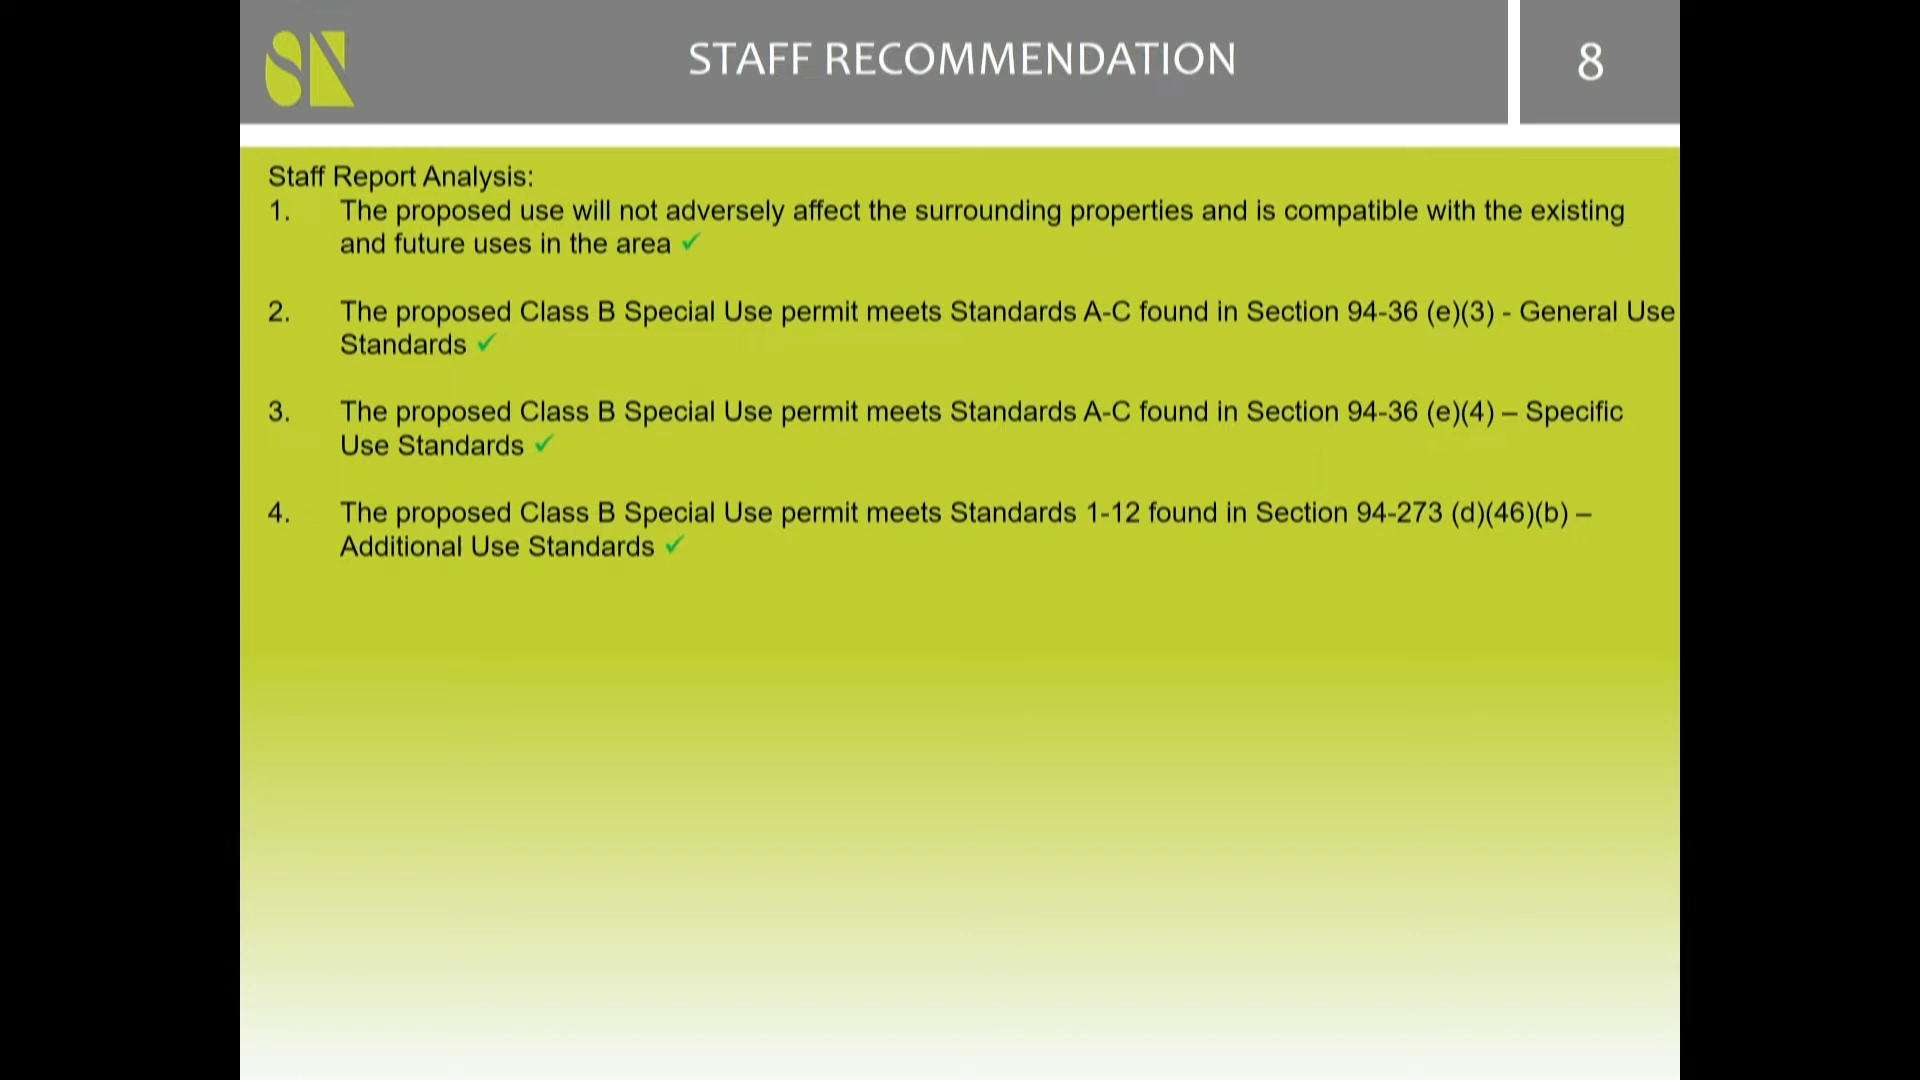 SN
STAFF RECOMMENDATION
8
Staff Report Analysis:
1. The proposed use will not adversely affect the surrounding properties and is compatible with the existing
and future uses in the area ✓
2. The proposed Class B Special Use permit meets Standards A-C found in Section 94-36 (e)(3) - General Use
Standards ✓
3. The proposed Class B Special Use permit meets Standards A-C found in Section 94-36 (e)(4) – Specific
Use Standards ✓
4. The proposed Class B Special Use permit meets Standards 1-12 found in Section 94-273 (d)(46)(b) –
Additional Use Standards ✓